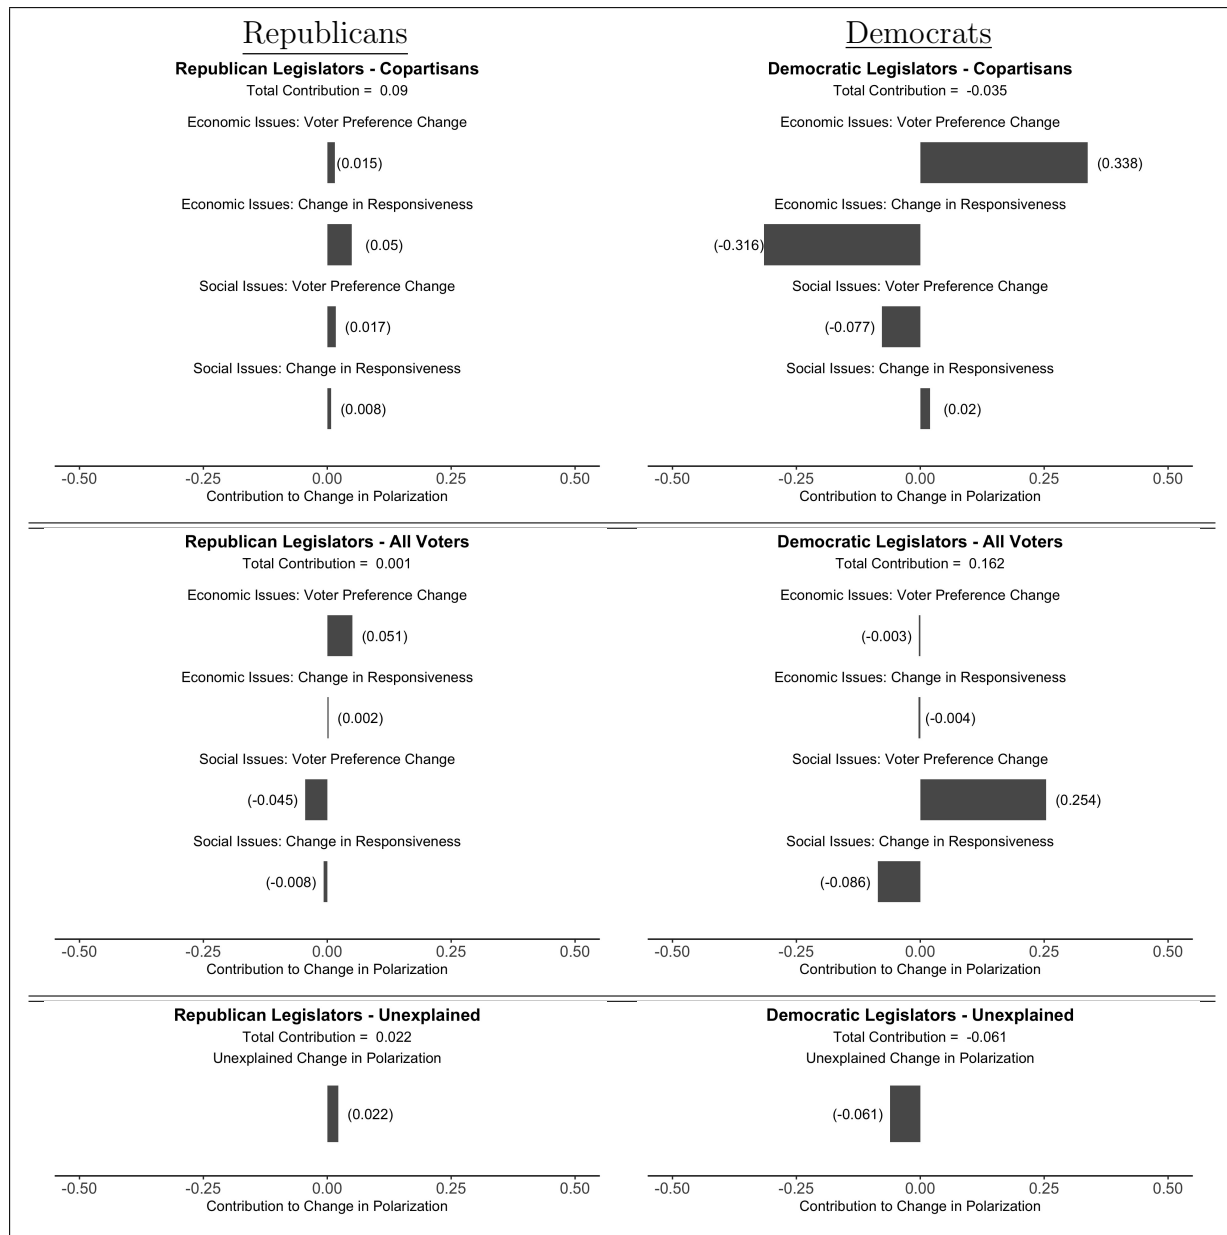 Republicans
Republican Legislators - Copartisans
Total Contribution =  0.09
Economic Issues: Voter Preference Change
(0.015)
Economic Issues: Change in Responsiveness
(0.05)
Social Issues: Voter Preference Change
(0.017)
Social Issues: Change in Responsiveness
(0.008)
-0.50 -0.25 0.00 0.25 0.50
Contribution to Change in Polarization
Democrats
Democratic Legislators - Copartisans
Total Contribution =  -0.035
Economic Issues: Voter Preference Change
(0.338)
Economic Issues: Change in Responsiveness
(-0.316)
Social Issues: Voter Preference Change
(-0.077)
Social Issues: Change in Responsiveness
(0.02)
-0.50 -0.25 0.00 0.25 0.50
Contribution to Change in Polarization
Republican Legislators - All Voters
Total Contribution =  0.001
Economic Issues: Voter Preference Change
(0.051)
Economic Issues: Change in Responsiveness
(0.002)
Social Issues: Voter Preference Change
(-0.045)
Social Issues: Change in Responsiveness
(-0.008)
-0.50 -0.25 0.00 0.25 0.50
Contribution to Change in Polarization
Democratic Legislators - All Voters
Total Contribution =  0.162
Economic Issues: Voter Preference Change
(-0.003)
Economic Issues: Change in Responsiveness
(-0.004)
Social Issues: Voter Preference Change
(0.254)
Social Issues: Change in Responsiveness
(-0.086)
-0.50 -0.25 0.00 0.25 0.50
Contribution to Change in Polarization
Republican Legislators - Unexplained
Total Contribution =  0.022
Unexplained Change in Polarization
(0.022)
-0.50 -0.25 0.00 0.25 0.50
Contribution to Change in Polarization
Democratic Legislators - Unexplained
Total Contribution =  -0.061
Unexplained Change in Polarization
(-0.061)
-0.50 -0.25 0.00 0.25 0.50
Contribution to Change in Polarization